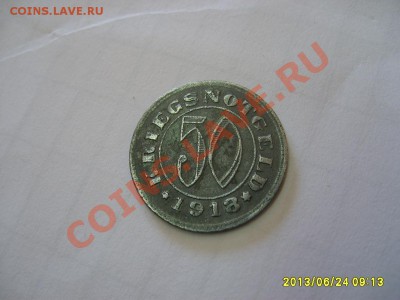 COINS.LAVE.RU
KRIEGSNOTGELD
50
*1918*
COINS.LAVE.RU
2013/06/24 09:13